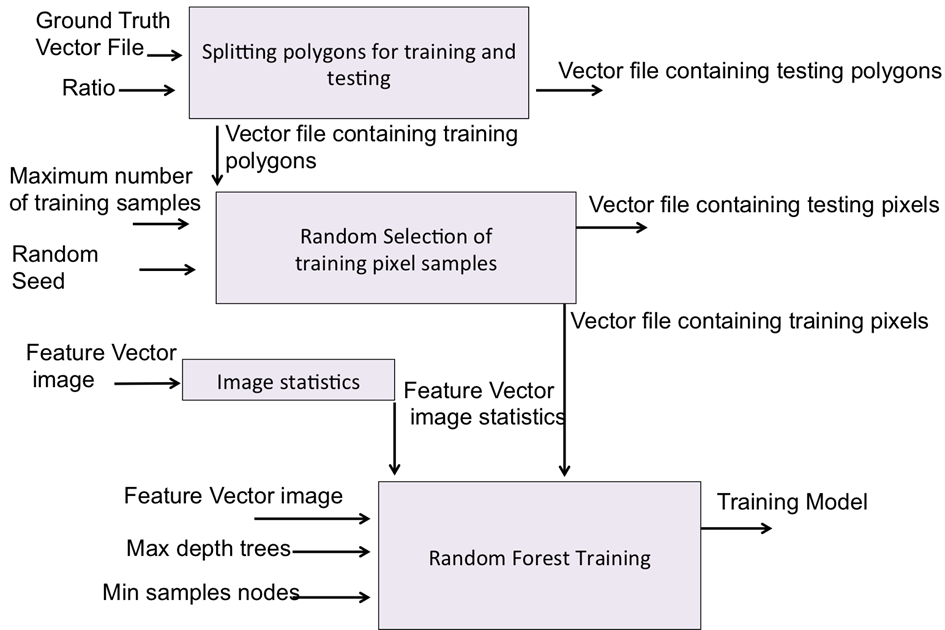 Ground Truth
Vector File
Ratio
Splitting polygons for training and
testing
Vector file containing testing polygons
Vector file containing training
polygons
Maximum number
of training samples
Random
Seed
Random Selection of
training pixel samples
Vector file containing testing pixels
Vector file containing training pixels
Feature Vector
image
Image statistics
Feature Vector
image statistics
Feature Vector image
Max depth trees
Min samples nodes
Random Forest Training
Training Model